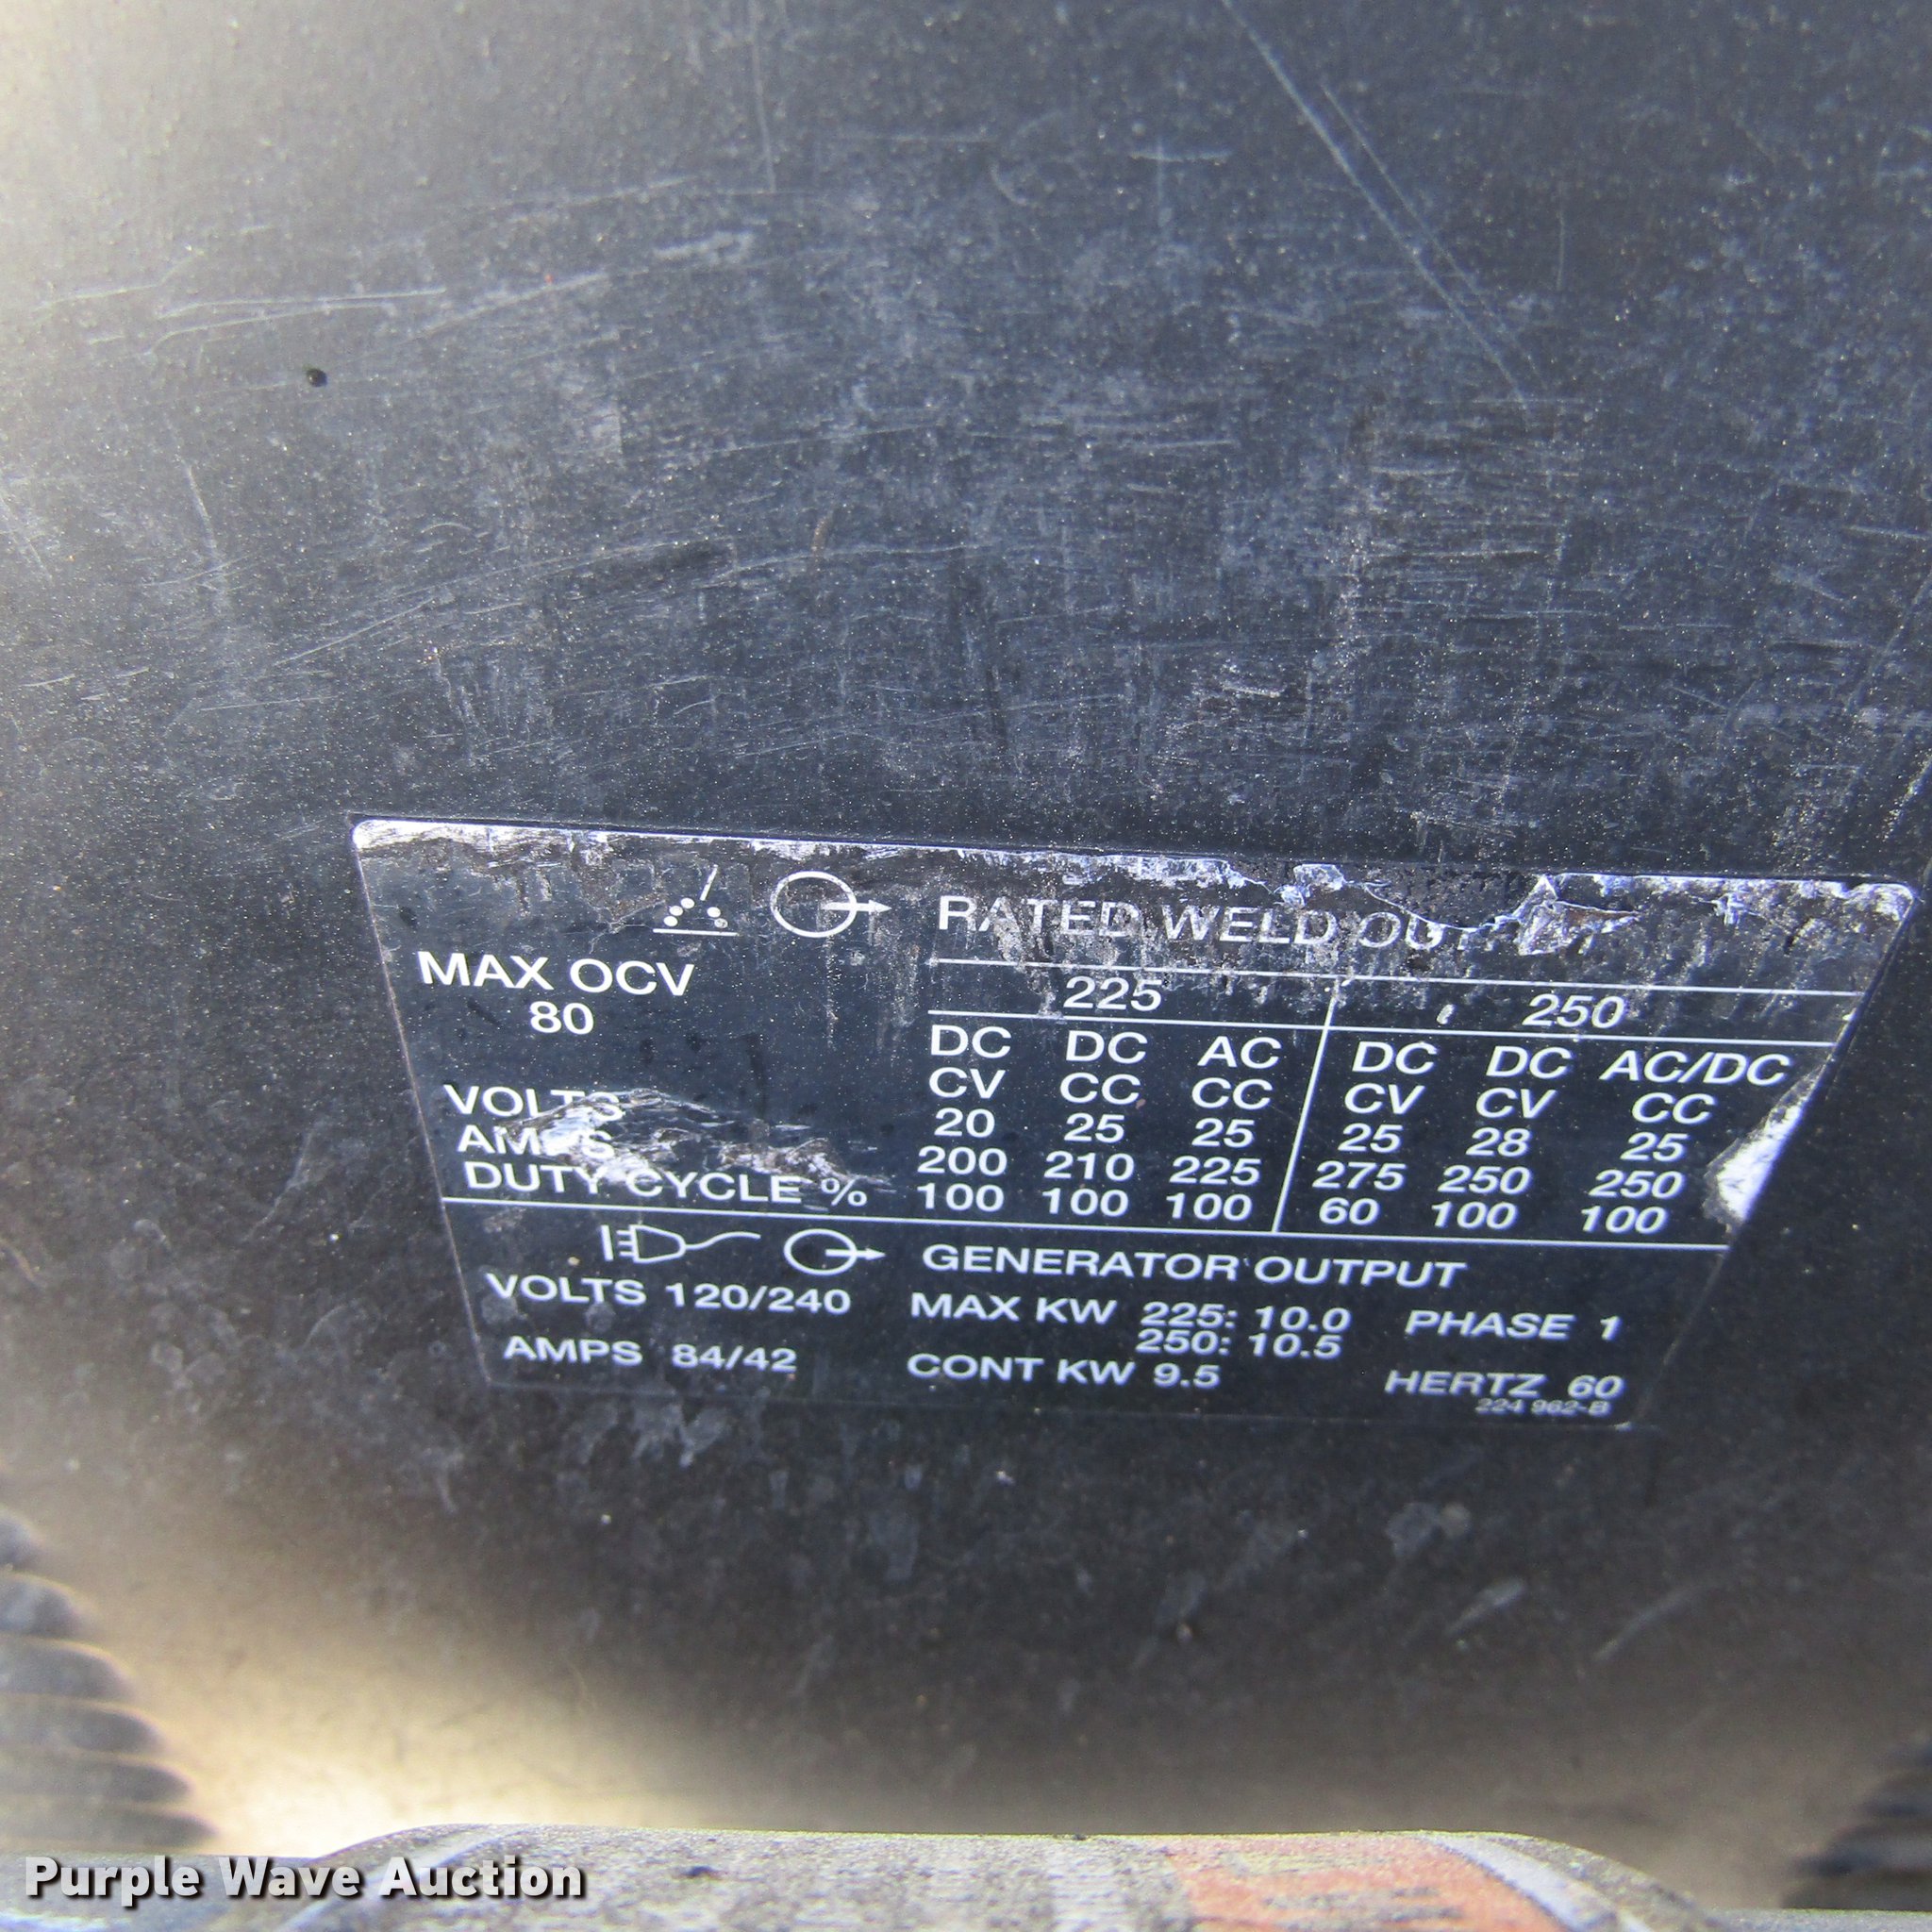 RATED WELD
MAX OCV
80
225 250
DC DC AC DC DC AC/DC
CV CC CC CV CV CC
VOLTS 20 25 25 25 28 25
AMPS 200 210 225 275 250 250
DUTY CYCLE % 100 100 100 60 100 100
GENERATOR OUTPUT
VOLTS 120/240 MAX KW 225: 10.0 PHASE 1
250: 10.5
AMPS 84/42 CONT KW 9.5 HERTZ 60
224 962-B
Purple Wave Auction